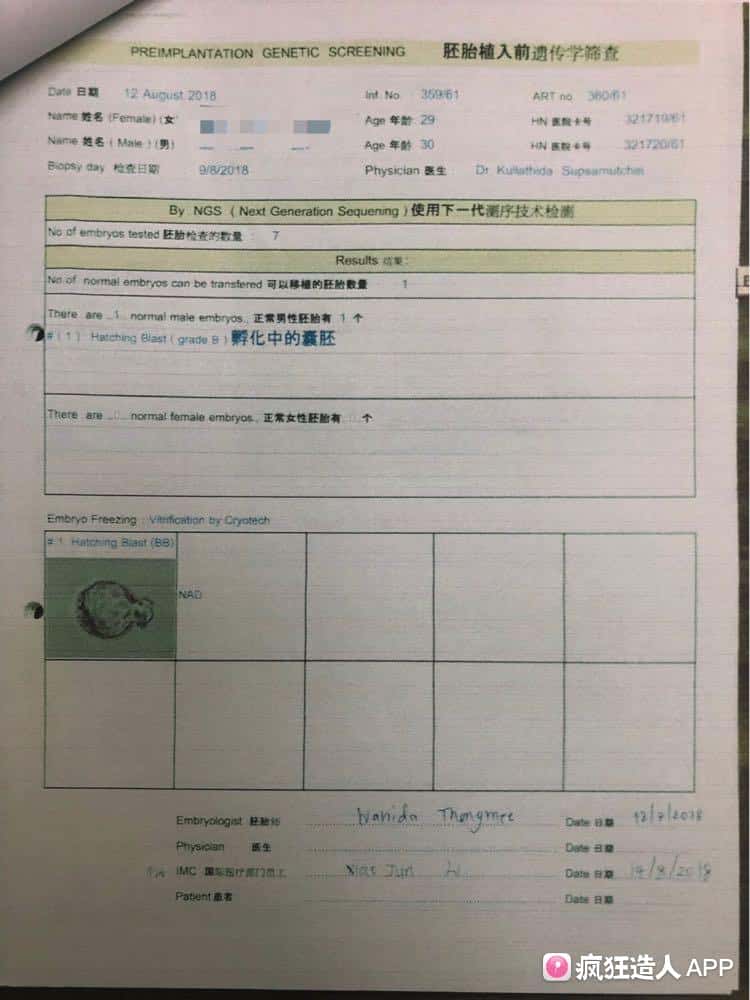 PREIMPLANTATION GENETIC SCREENING 胚胎植入前遗传学筛查
Date 日期 12 August 2018 Inf. No. 359/61 ART no. 360/61
Name 姓名 (Female) (女) Age 年龄 29 HN 医院卡号 321719/61
Name 姓名 ( Male ) (男) Age 年龄 30 HN 医院卡号 321720/61
Biopsy day 检查日期 9/8/2018 Physician 医生 Dr. Kullathida Supsamutchai
By NGS ( Next Generation Sequening ) 使用下一代测序技术检测
No of embryos tested 胚胎检查的数量 : 7
Results 结果:
No of normal embryos can be transfered 可以移植的胚胎数量 1
There are ..1.. normal male embryos., 正常男性胚胎有 1 个
# ( 1 ) Hatching Blast ( grade B ) 孵化中的囊胚
There are normal female embryos., 正常女性胚胎有 个
Embryo Freezing : Vitrification by Cryotech
# 1 Hatching Blast (BB)
NAD
Embryologist 胚胎师 Wanida Thongmee Date 日期
Physician 医生 Date 日期
IMC 国际医疗部门员工 Xiao Jun Li Date 日期 14/8/2018
Patient 患者 Date 日期
疯狂造人 APP